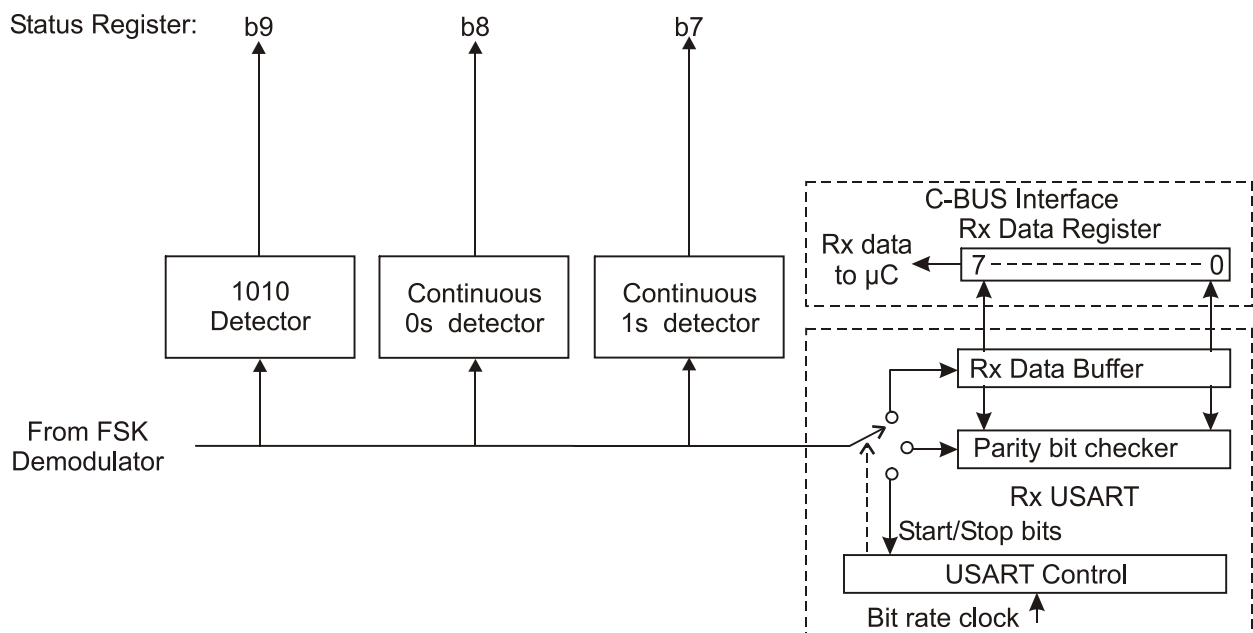 Status Register: b9 b8 b7
C-BUS Interface
Rx Data Register
Rx data
to µC
7 0
1010
Detector
Continuous
0s detector
Continuous
1s detector
Rx Data Buffer
From FSK
Demodulator
Parity bit checker
Rx USART
Start/Stop bits
USART Control
Bit rate clock